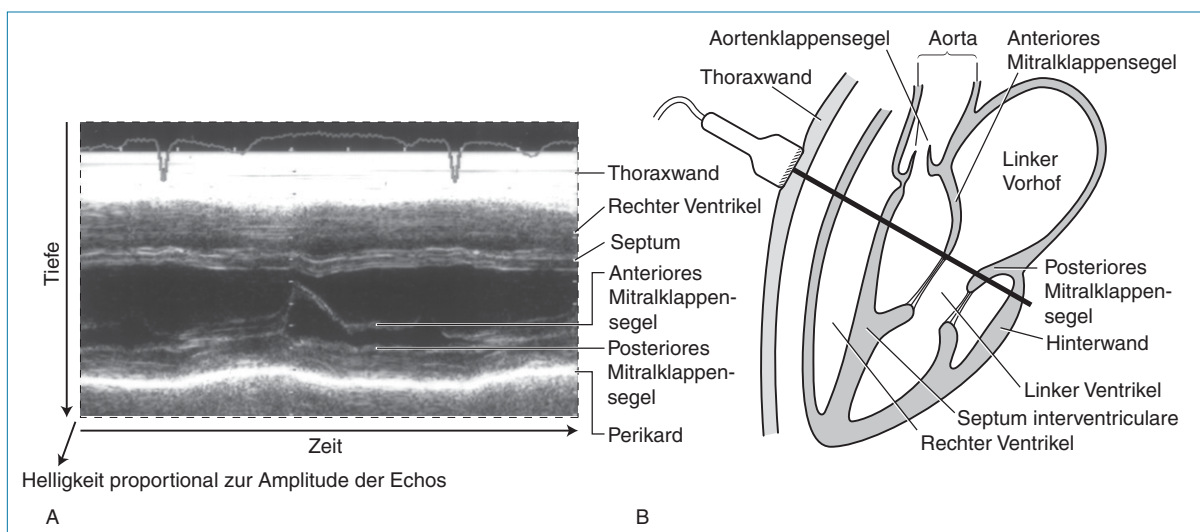 Tiefe
Zeit
Helligkeit proportional zur Amplitude der Echos
A
Thoraxwand
Rechter Ventrikel
Septum
Anteriores
Mitralklappen-
segel
Posteriores
Mitralklappen-
segel
Perikard
B
Aortenklappensegel
Aorta
Anteriores
Mitralklappensegel
Thoraxwand
Linker
Vorhof
Posteriores
Mitralklappen-
segel
Hinterwand
Linker Ventrikel
Septum interventriculare
Rechter Ventrikel